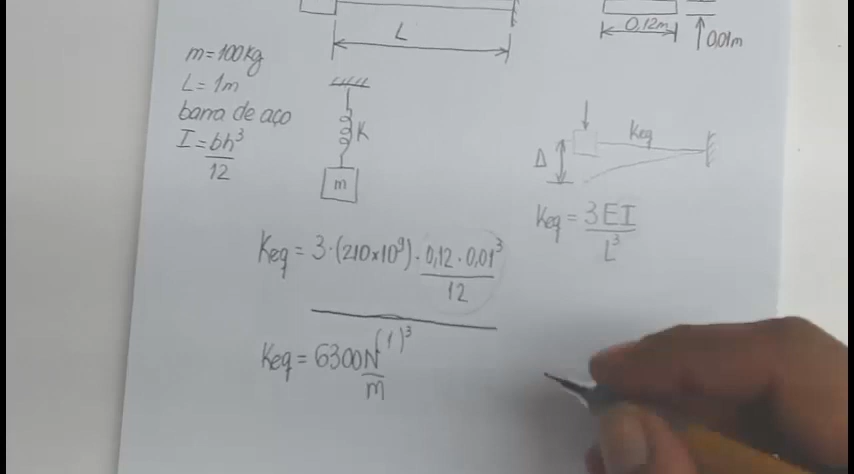 L
0,12m
0,01m
m=100kg
L=1m
barra de aço
I=bh³/12
K
m
Keq
Δ
Keq = 3EI/L³
Keq = 3·(210x10⁹)·0,12·0,01³/12
(1)³
Keq = 6300N/m